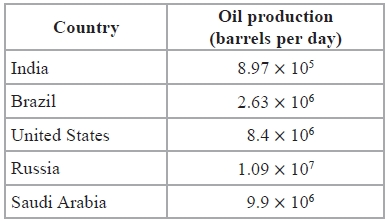 Country
Oil production
(barrels per day)
India 8.97 × 10⁵
Brazil 2.63 × 10⁶
United States 8.4 × 10⁶
Russia 1.09 × 10⁷
Saudi Arabia 9.9 × 10⁶